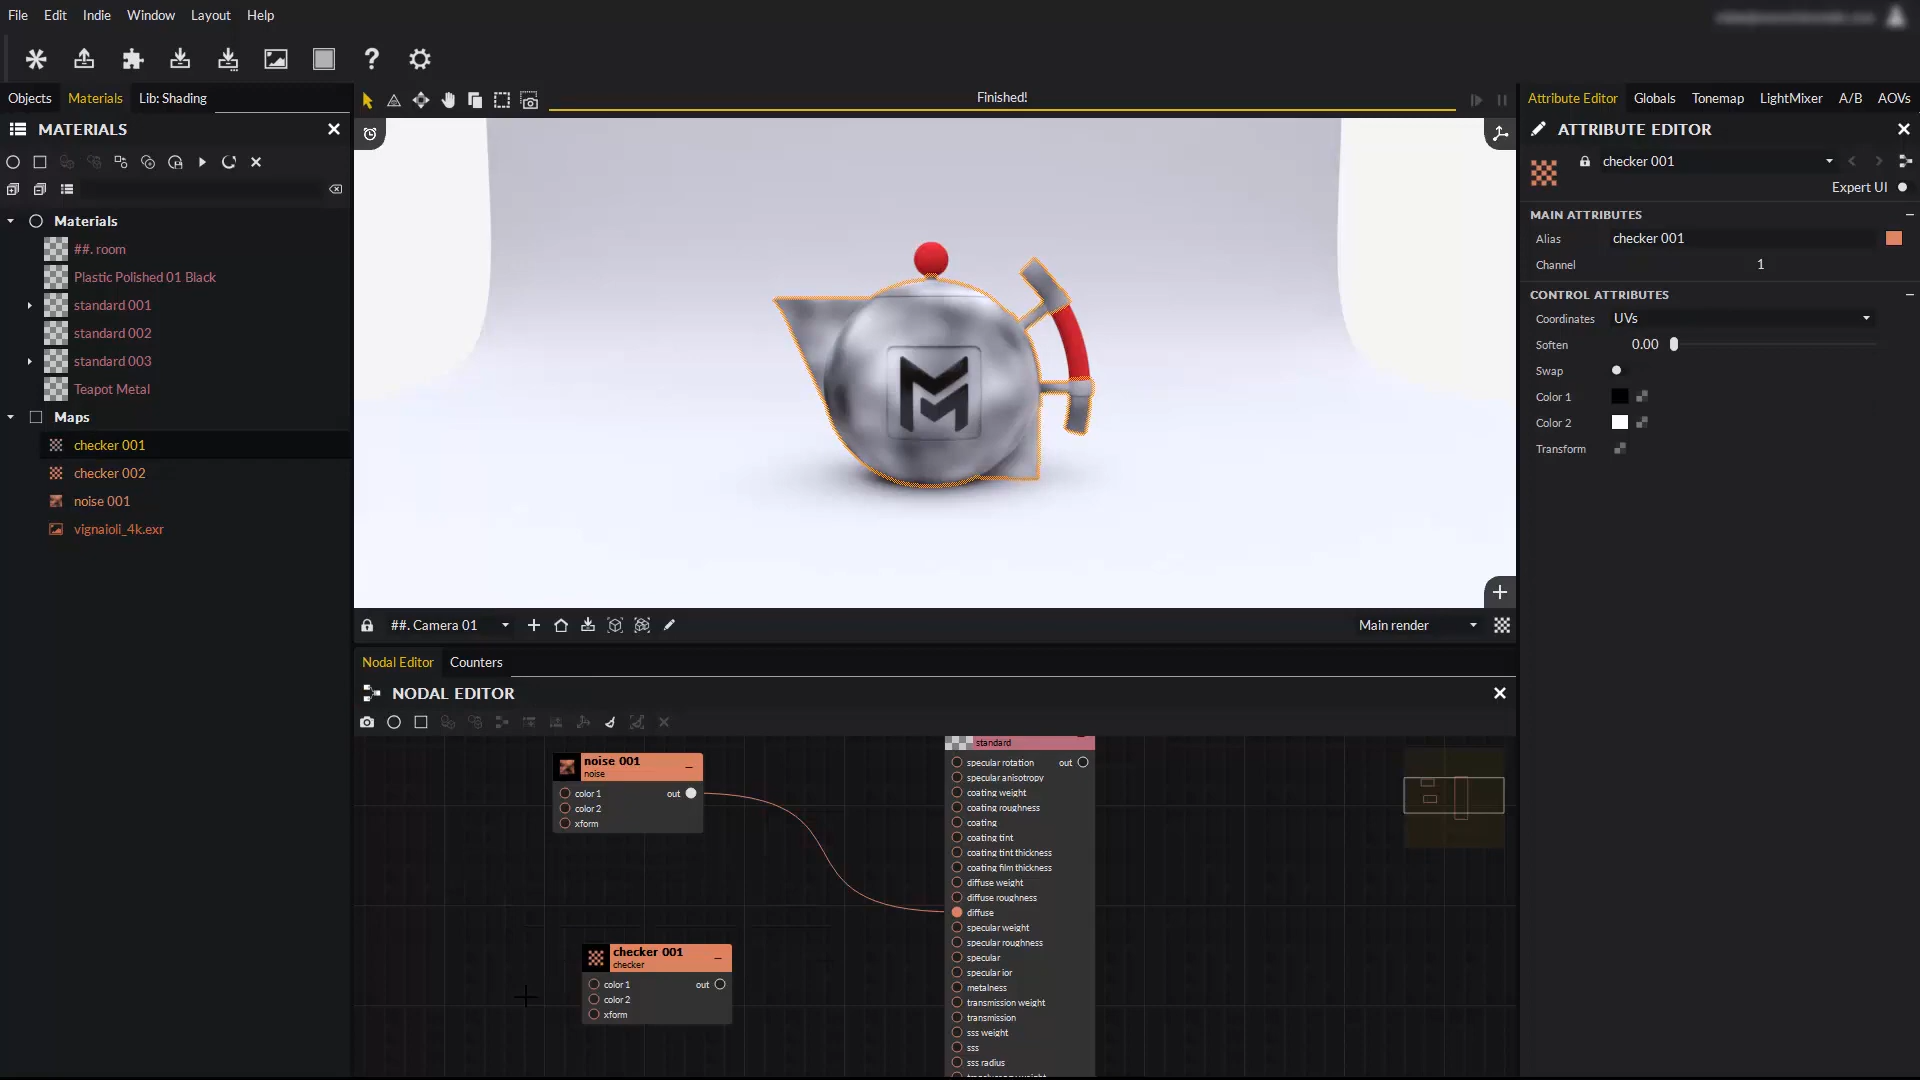 File Edit Indie Window Layout Help
Objects Materials Lib: Shading
Finished!
Attribute Editor Globals Tonemap LightMixer A/B AOVs
MATERIALS
ATTRIBUTE EDITOR
checker 001
Expert UI
MAIN ATTRIBUTES
Alias checker 001
Channel 1
CONTROL ATTRIBUTES
Coordinates UVs
Soften 0.00
Swap
Color 1
Color 2
Transform
Materials
##. room
Plastic Polished 01 Black
standard 001
standard 002
standard 003
Teapot Metal
Maps
checker 001
checker 002
noise 001
vignaioli_4k.exr
##. Camera 01
Main render
Nodal Editor Counters
NODAL EDITOR
noise 001
noise
color 1 out
color 2
xform
checker 001
checker
color 1 out
color 2
xform
standard
specular rotation out
specular anisotropy
coating weight
coating roughness
coating
coating tint
coating tint thickness
coating film thickness
diffuse weight
diffuse roughness
diffuse
specular weight
specular roughness
specular
specular ior
metalness
transmission weight
transmission
sss weight
sss
sss radius